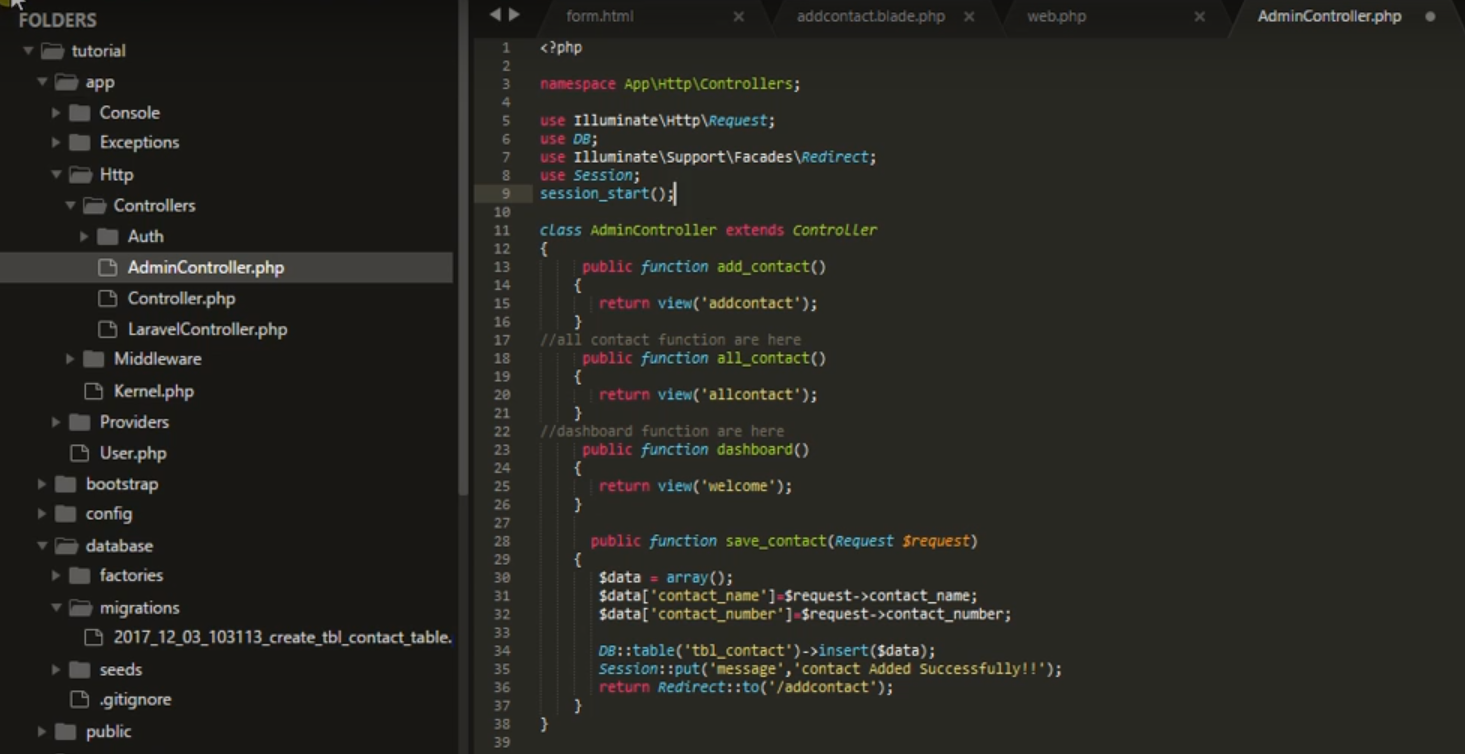 FOLDERS
tutorial
app
Console
Exceptions
Http
Controllers
Auth
AdminController.php
Controller.php
LaravelController.php
Middleware
Kernel.php
Providers
User.php
bootstrap
config
database
factories
migrations
2017_12_03_103113_create_tbl_contact_table.
seeds
.gitignore
public
form.html
addcontact.blade.php
web.php
AdminController.php
1 <?php
2
3 namespace App\Http\Controllers;
4
5 use Illuminate\Http\Request;
6 use DB;
7 use Illuminate\Support\Facades\Redirect;
8 use Session;
9 session_start();
10
11 class AdminController extends Controller
12 {
13 public function add_contact()
14 {
15 return view('addcontact');
16 }
17 //all contact function are here
18 public function all_contact()
19 {
20 return view('allcontact');
21 }
22 //dashboard function are here
23 public function dashboard()
24 {
25 return view('welcome');
26 }
27
28 public function save_contact(Request $request)
29 {
30 $data = array();
31 $data['contact_name']=$request->contact_name;
32 $data['contact_number']=$request->contact_number;
33
34 DB::table('tbl_contact')->insert($data);
35 Session::put('message','contact Added Successfully!!');
36 return Redirect::to('/addcontact');
37 }
38 }
39